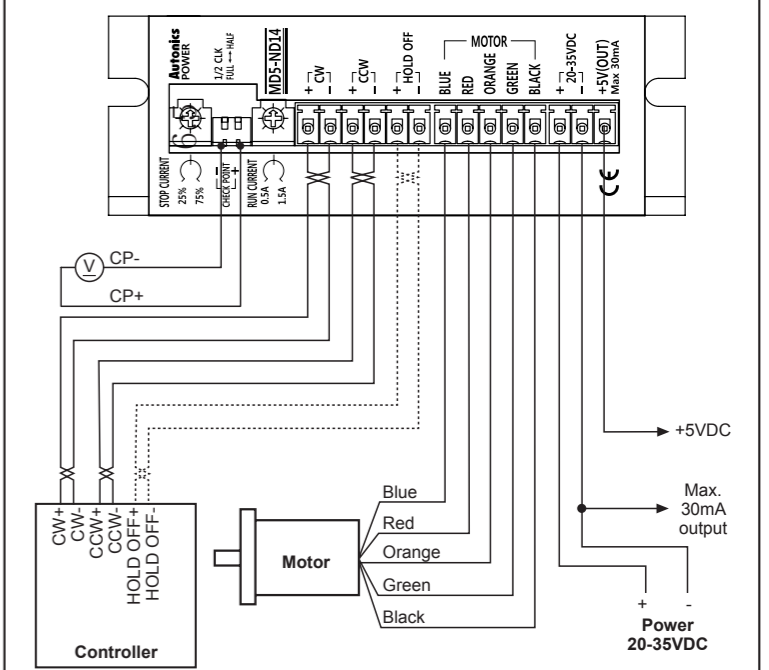 Autonics
POWER
1/2 CLK
FULL ↔ HALF
MD5-ND14
+ CW -
+ CCW -
+ HOLD OFF -
MOTOR
BLUE
RED
ORANGE
GREEN
BLACK
+ 20-35VDC -
+5V(OUT)
Max 30mA
STOP CURRENT
25%
75%
- CHECK POINT +
RUN CURRENT
0.5A
1.5A
CE
V
CP-
CP+
+5VDC
Max.
30mA
output
Blue
Red
Orange
Green
Black
Motor
CW+
CW-
CCW+
CCW-
HOLD OFF+
HOLD OFF-
Controller
+ -
Power
20-35VDC